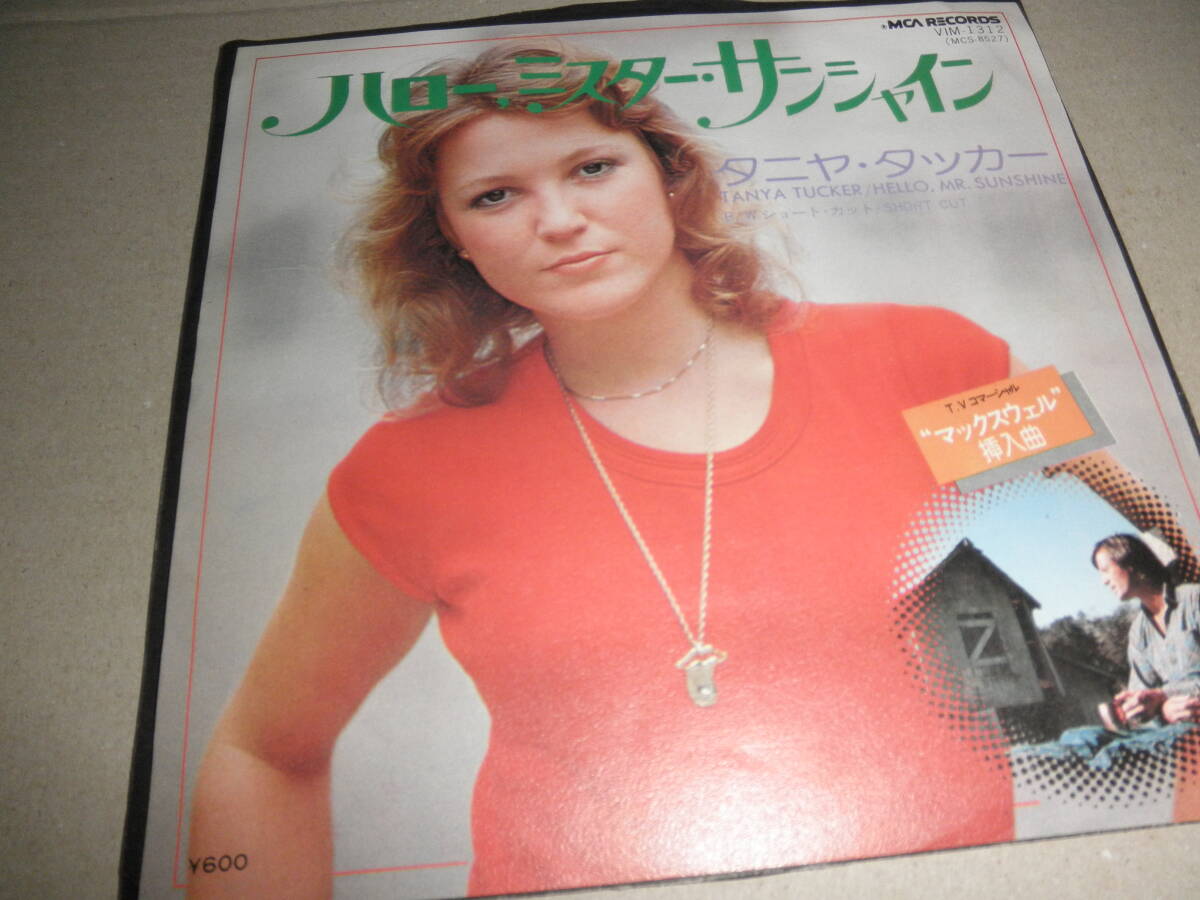 MCA RECORDS
VIM-1312
(MCS-8527)
ハロー・ミスター・サンシャイン
タニヤ・タッカー
TANYA TUCKER/HELLO, MR. SUNSHINE
B/W ショート・カット/SHORT CUT
T.V コマーシャル
“マックスウェル”
挿入曲
Z
¥600